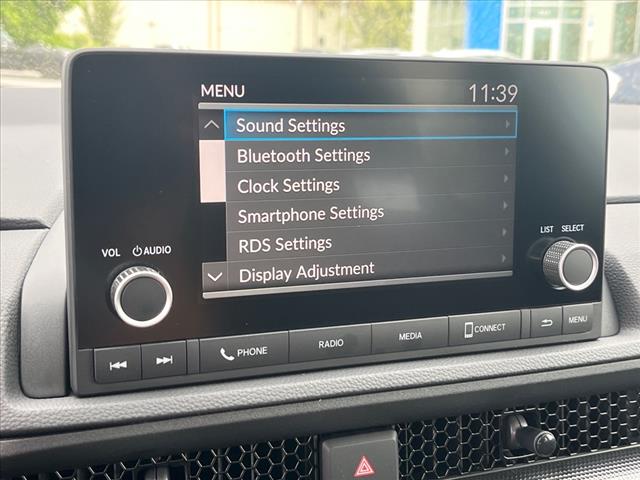 MENU 11:39
Sound Settings
Bluetooth Settings
Clock Settings
Smartphone Settings
RDS Settings
Display Adjustment
VOL AUDIO
LIST SELECT
PHONE RADIO MEDIA CONNECT MENU